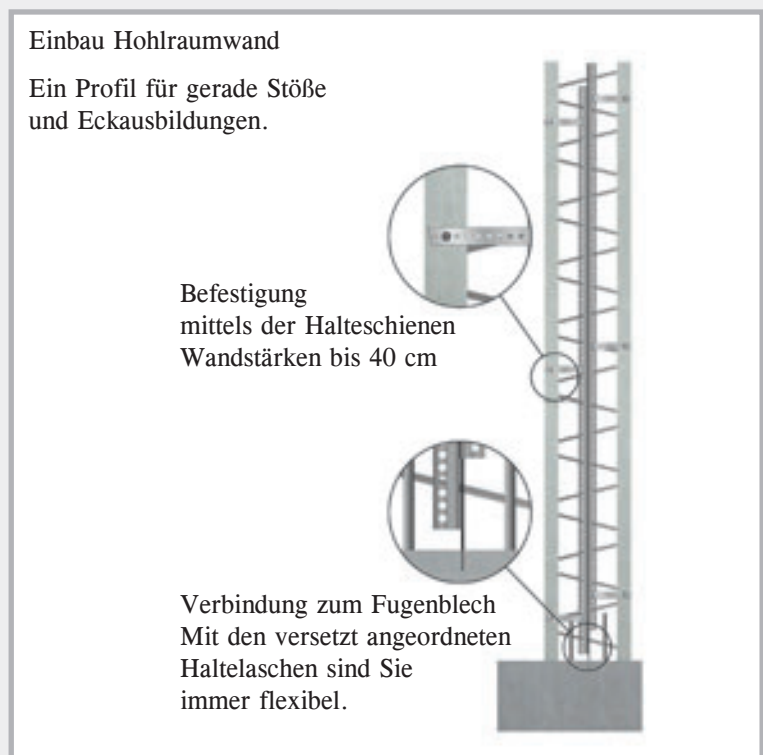 Einbau Hohlraumwand
Ein Profil für gerade Stöße
und Eckausbildungen.
Befestigung
mittels der Halteschienen
Wandstärken bis 40 cm
Verbindung zum Fugenblech
Mit den versetzt angeordneten
Haltelaschen sind Sie
immer flexibel.